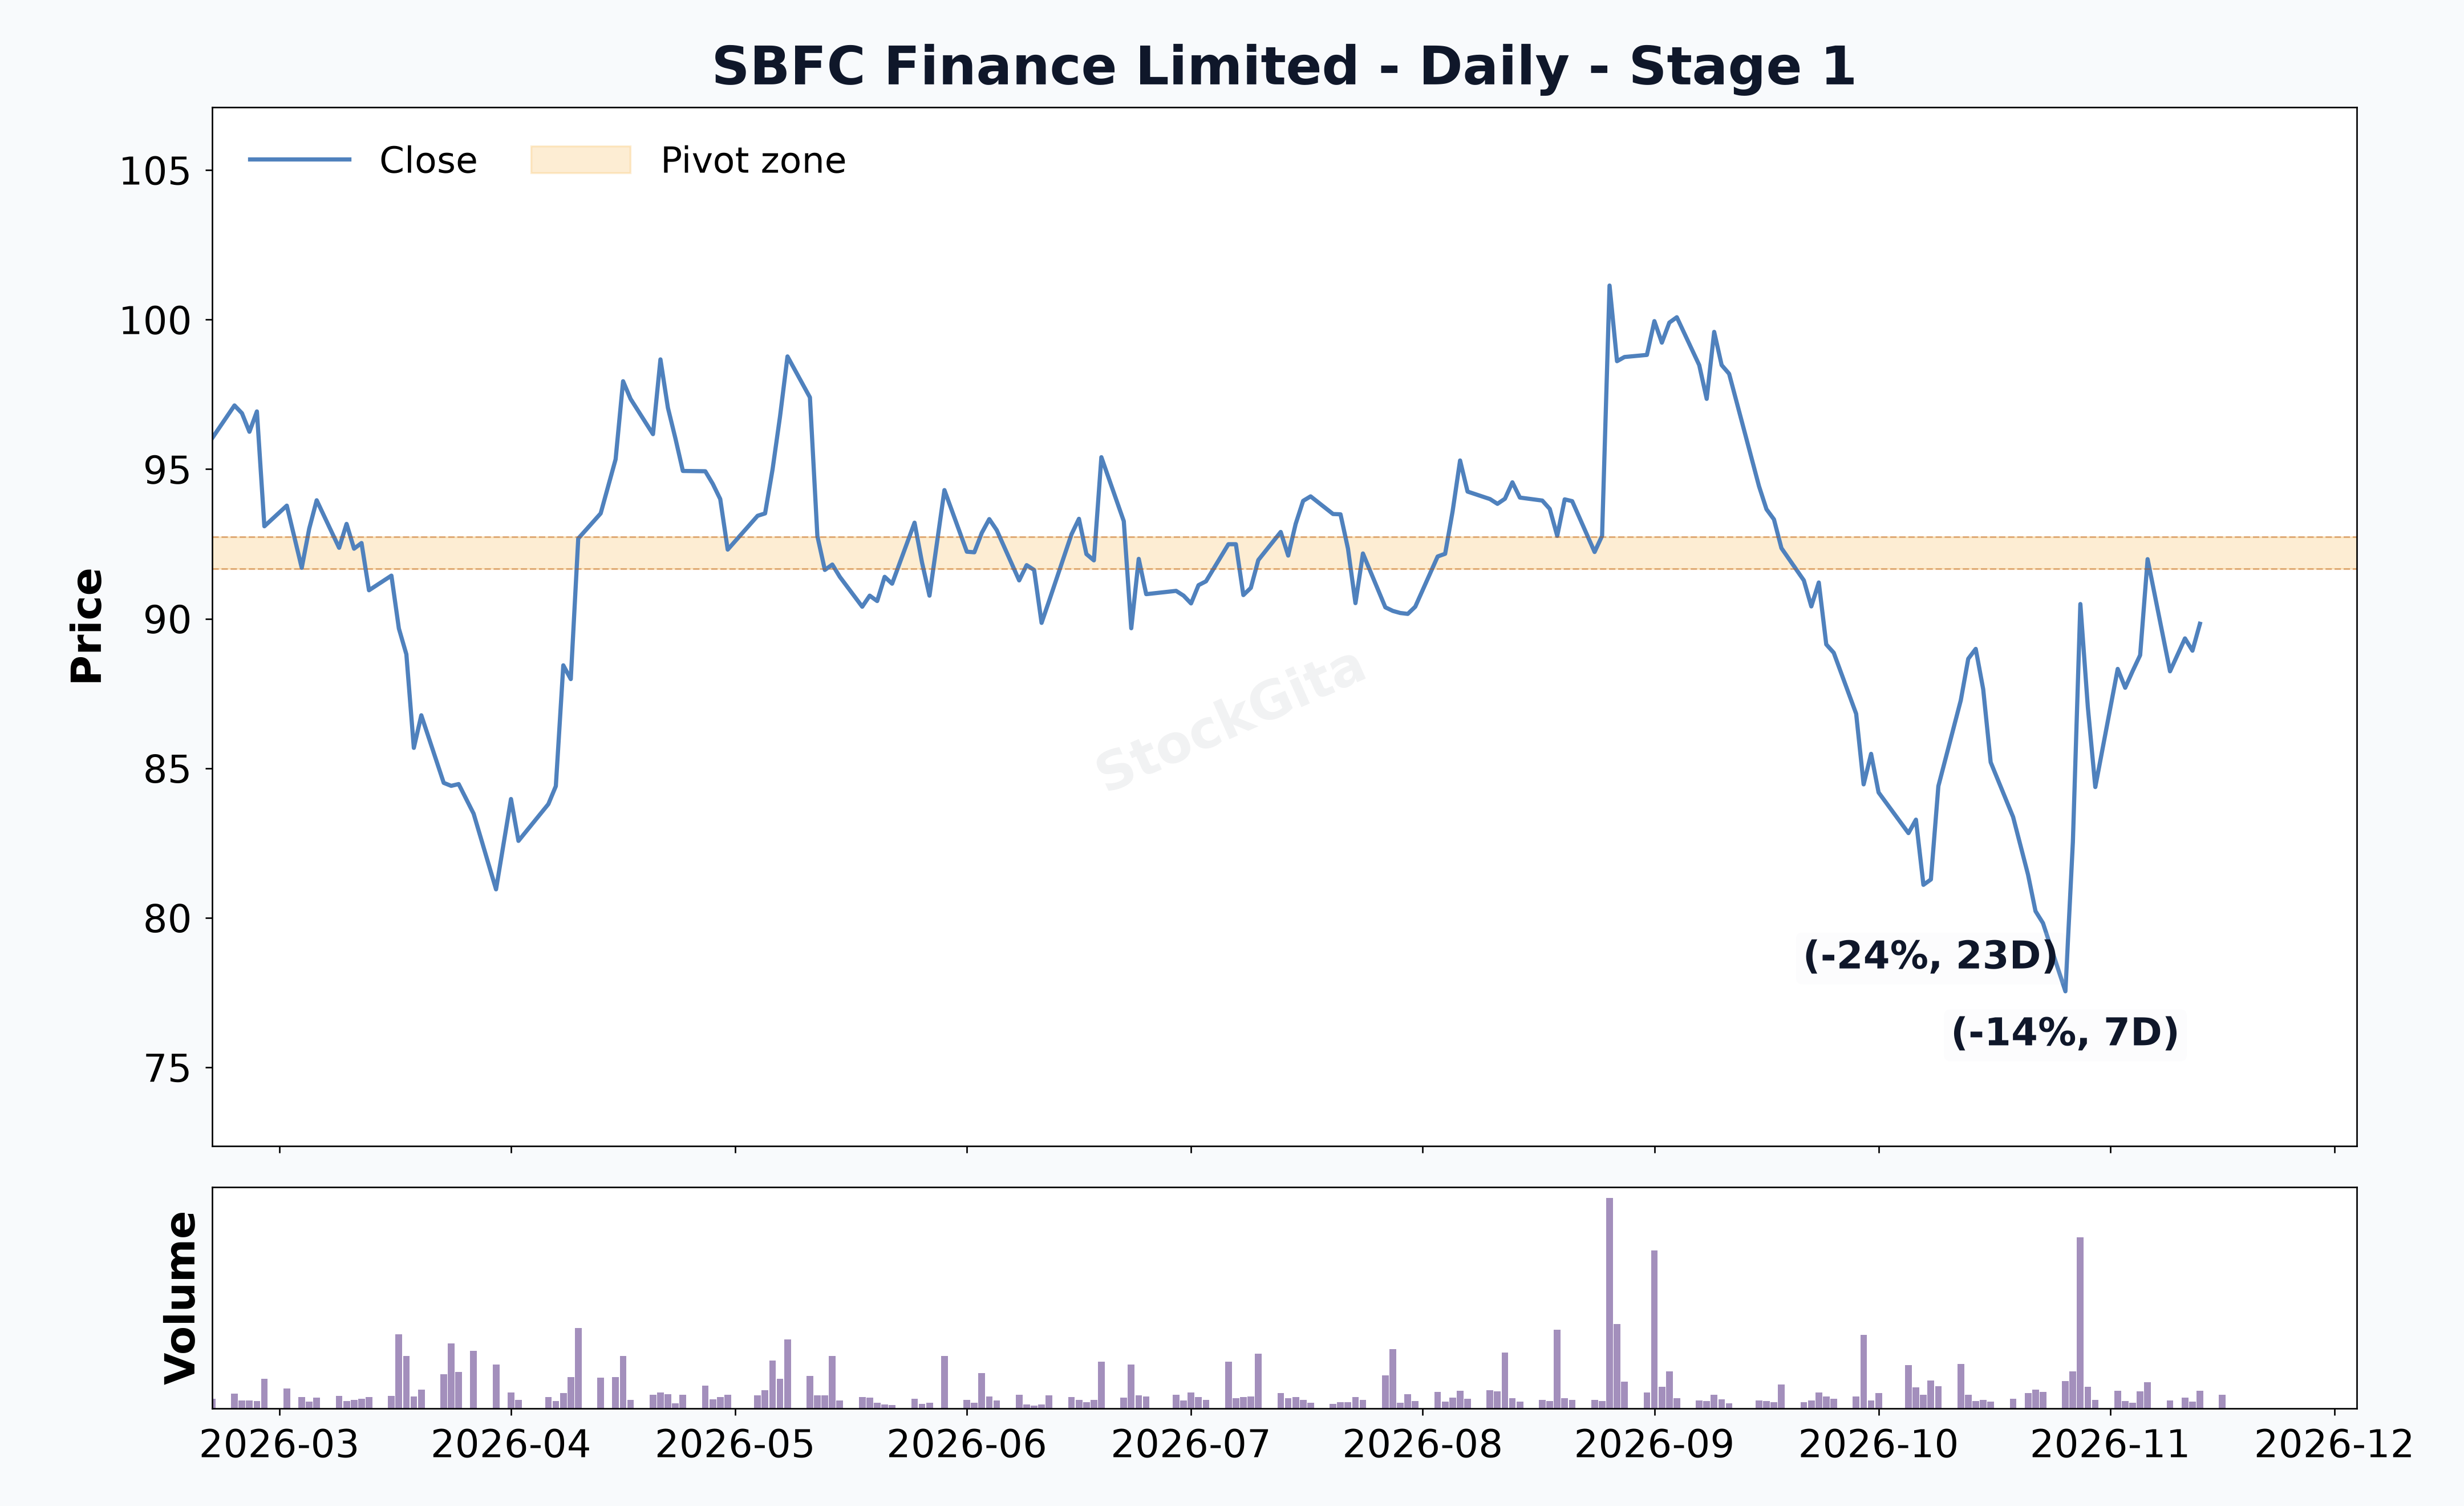 SBFC Finance Limited - Daily - Stage 1
Close
Pivot zone
105
100
95
90
85
80
75
Price
StockGita
(-24%, 23D)
(-14%, 7D)
Volume
2026-03
2026-04
2026-05
2026-06
2026-07
2026-08
2026-09
2026-10
2026-11
2026-12